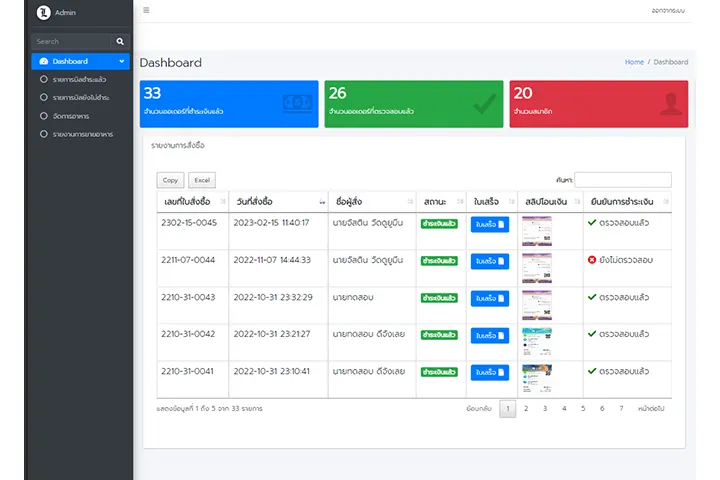 Admin
ออกจากระบบ
Search
Dashboard
รายการบิลชำระแล้ว
รายการบิลยังไม่ชำระ
จัดการอาหาร
รายงานการขายอาหาร
Dashboard
Home / Dashboard
33
จำนวนออเดอร์ที่ชำระเงินแล้ว
26
จำนวนออเดอร์ที่ตรวจสอบแล้ว
20
จำนวนสมาชิก
รายงานการสั่งซื้อ
Copy Excel ค้นหา:
เลขที่ใบสั่งซื้อ วันที่สั่งซื้อ ชื่อผู้สั่ง สถานะ ใบเสร็จ สลิปโอนเงิน ยืนยันการชำระเงิน
2302-15-0045 2023-02-15 11:40:17 นายจัสติน วัดดูยูมีน ชำระเงินแล้ว ใบเสร็จ ตรวจสอบแล้ว
2211-07-0044 2022-11-07 14:44:33 นายจัสติน วัดดูยูมีน ชำระเงินแล้ว ใบเสร็จ ยังไม่ตรวจสอบ
2210-31-0043 2022-10-31 23:32:29 นายทดสอบ ชำระเงินแล้ว ใบเสร็จ ตรวจสอบแล้ว
2210-31-0042 2022-10-31 23:21:27 นายทดสอบ ดีจังเลย ชำระเงินแล้ว ใบเสร็จ ตรวจสอบแล้ว
2210-31-0041 2022-10-31 23:10:41 นายทดสอบ ดีจังเลย ชำระเงินแล้ว ใบเสร็จ ตรวจสอบแล้ว
แสดงข้อมูลที่ 1 ถึง 5 จาก 33 รายการ ย้อนกลับ 1 2 3 4 5 6 7 หน้าต่อไป